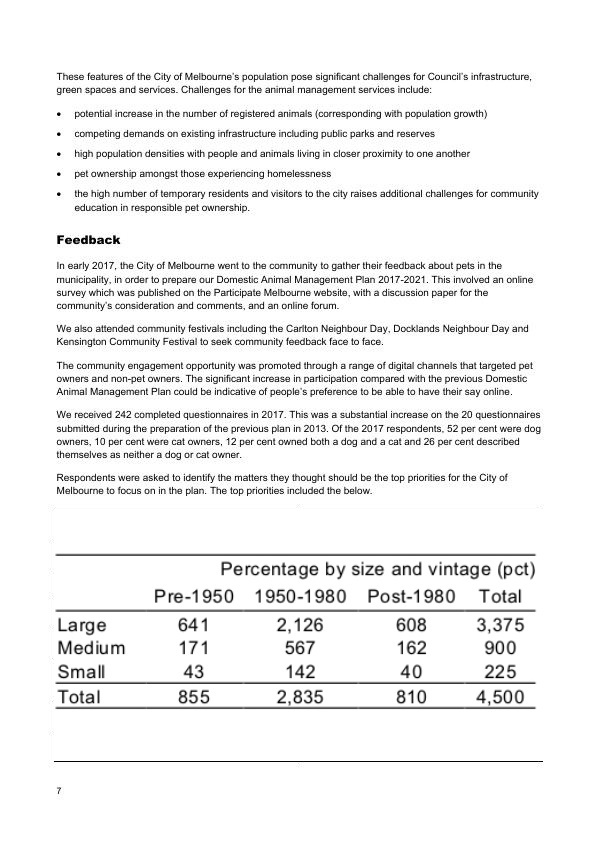 These features of the City of Melbourne's population pose significant challenges for Council's infrastructure,
green spaces and services. Challenges for the animal management services include:
• potential increase in the number of registered animals (corresponding with population growth)
• competing demands on existing infrastructure including public parks and reserves
• high population densities with people and animals living in closer proximity to one another
• pet ownership amongst those experiencing homelessness
• the high number of temporary residents and visitors to the city raises additional challenges for community
education in responsible pet ownership.
Feedback
In early 2017, the City of Melbourne went to the community to gather their feedback about pets in the
municipality, in order to prepare our Domestic Animal Management Plan 2017-2021. This involved an online
survey which was published on the Participate Melbourne website, with a discussion paper for the
community's consideration and comments, and an online forum.
We also attended community festivals including the Carlton Neighbour Day, Docklands Neighbour Day and
Kensington Community Festival to seek community feedback face to face.
The community engagement opportunity was promoted through a range of digital channels that targeted pet
owners and non-pet owners. The significant increase in participation compared with the previous Domestic
Animal Management Plan could be indicative of people's preference to be able to have their say online.
We received 242 completed questionnaires in 2017. This was a substantial increase on the 20 questionnaires
submitted during the preparation of the previous plan in 2013. Of the 2017 respondents, 52 per cent were dog
owners, 10 per cent were cat owners, 12 per cent owned both a dog and a cat and 26 per cent described
themselves as neither a dog or cat owner.
Respondents were asked to identify the matters they thought should be the top priorities for the City of
Melbourne to focus on in the plan. The top priorities included the below.
Percentage by size and vintage (pct)
Pre-1950 1950-1980 Post-1980 Total
Large 641 2,126 608 3,375
Medium 171 567 162 900
Small 43 142 40 225
Total 855 2,835 810 4,500
7